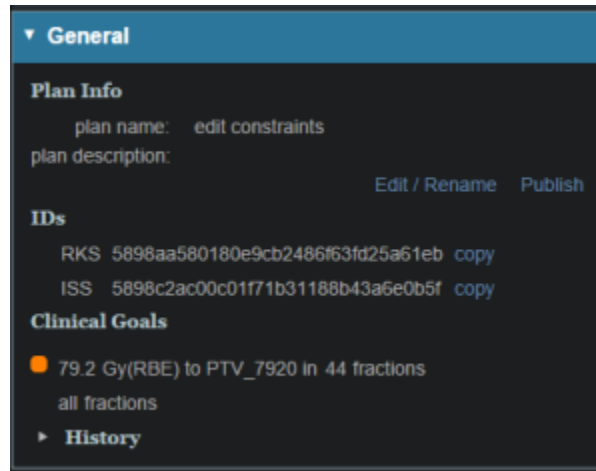 General
Plan Info
plan name: edit constraints
plan description:
Edit / Rename Publish
IDs
RKS 5898aa580180e9cb2486f63fd25a61eb copy
ISS 5898c2ac00c01f71b31188b43a6e0b5f copy
Clinical Goals
79.2 Gy(RBE) to PTV_7920 in 44 fractions
all fractions
History